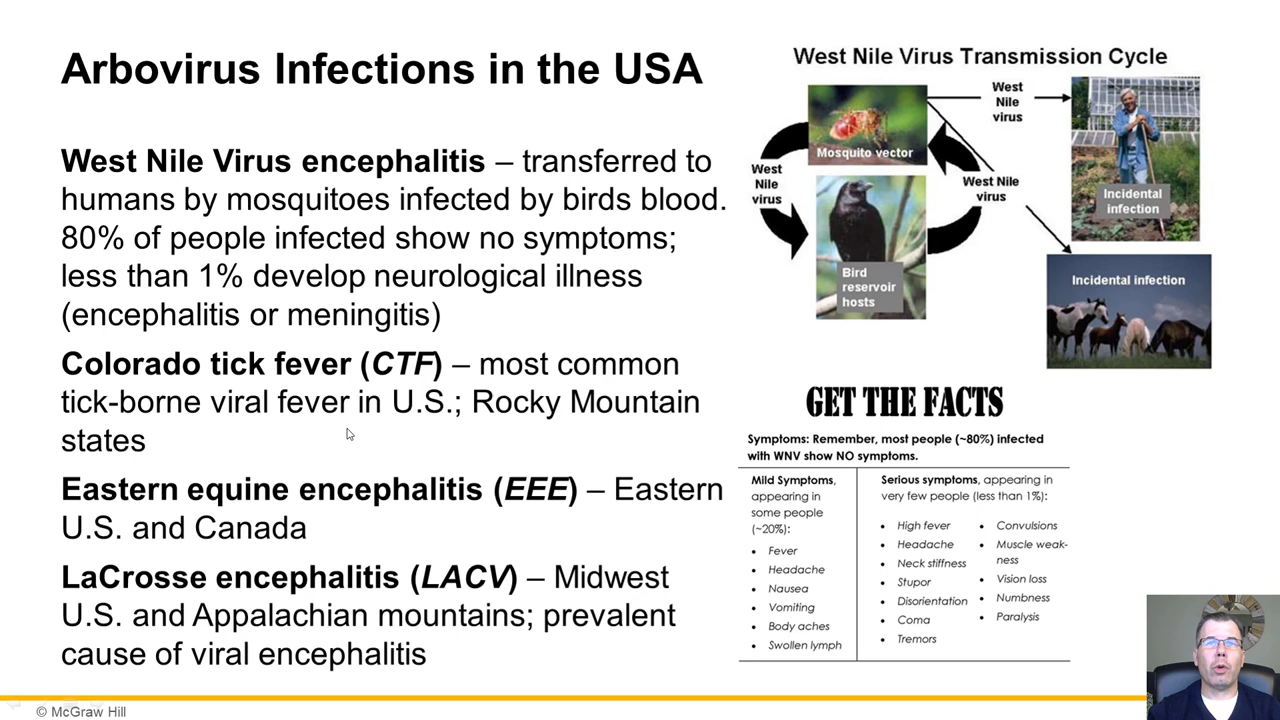 Arbovirus Infections in the USA
West Nile Virus encephalitis – transferred to
humans by mosquitoes infected by birds blood.
80% of people infected show no symptoms;
less than 1% develop neurological illness
(encephalitis or meningitis)
Colorado tick fever (CTF) – most common
tick-borne viral fever in U.S.; Rocky Mountain
states
Eastern equine encephalitis (EEE) – Eastern
U.S. and Canada
LaCrosse encephalitis (LACV) – Midwest
U.S. and Appalachian mountains; prevalent
cause of viral encephalitis
West Nile Virus Transmission Cycle
West
Nile
virus
Mosquito vector
West
Nile
virus
West Nile
virus
Incidental
infection
Bird
reservoir
hosts
Incidental infection
GET THE FACTS
Symptoms: Remember, most people (~80%) infected
with WNV show NO symptoms.
Mild Symptoms,
appearing in
some people
(~20%):
• Fever
• Headache
• Nausea
• Vomiting
• Body aches
• Swollen lymph
Serious symptoms, appearing in
very few people (less than 1%):
• High fever
• Headache
• Neck stiffness
• Stupor
• Disorientation
• Coma
• Tremors
• Convulsions
• Muscle weak-
ness
• Vision loss
• Numbness
• Paralysis
© McGraw Hill